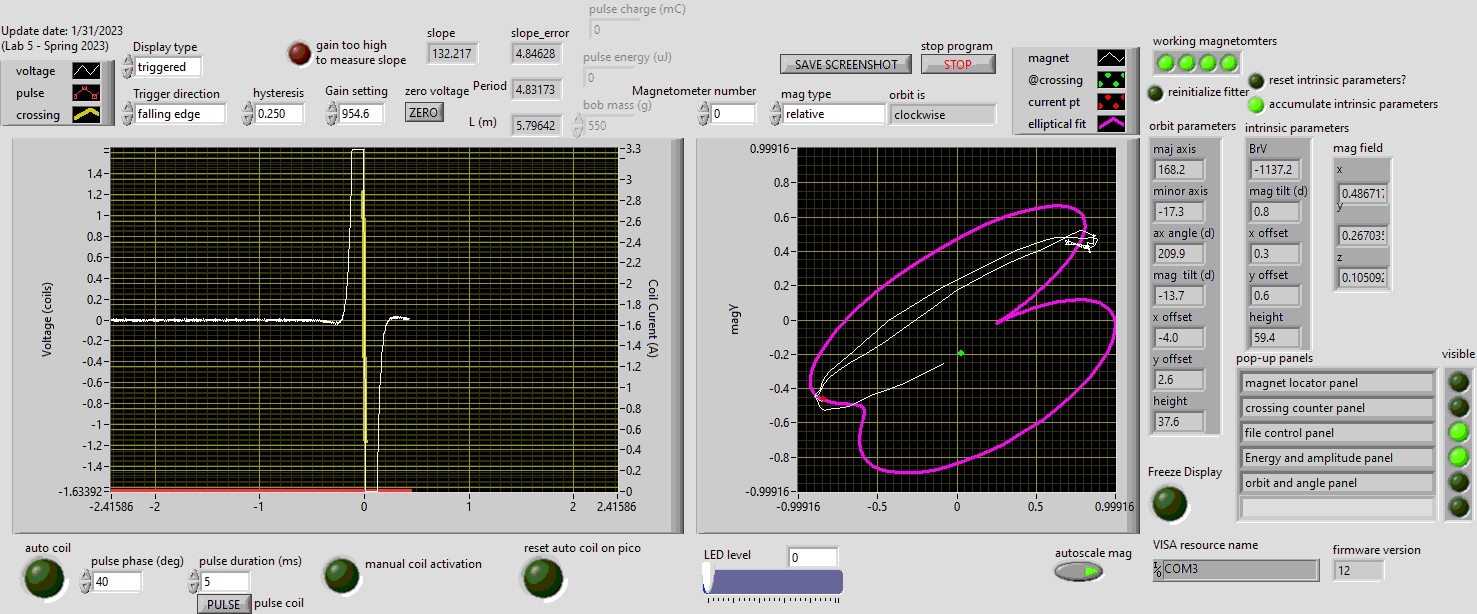 Update date: 1/31/2023
(Lab 5 - Spring 2023)
voltage
pulse
crossing
Display type
triggered
Trigger direction
falling edge
gain too high
to measure slope
hysteresis
0.250
Gain setting
954.6
zero voltage
ZERO
slope
132.217
slope_error
4.84628
Period
4.83173
L (m)
5.79642
pulse charge (mC)
0
pulse energy (uJ)
0
bob mass (g)
550
Magnetometer number
0
SAVE SCREENSHOT
stop program
STOP
mag type
relative
orbit is
clockwise
magnet
@crossing
current pt
elliptical fit
working magnetomters
reinitialize fitter
reset intrinsic parameters?
accumulate intrinsic parameters
orbit parameters
maj axis
168.2
minor axis
-17.3
ax angle (d)
209.9
mag tilt (d)
-13.7
x offset
-4.0
y offset
2.6
height
37.6
intrinsic parameters
BrV
-1137.2
mag tilt (d)
0.8
x offset
0.3
y offset
0.6
height
59.4
mag field
x
0.486717
y
0.26703
z
0.105092
Voltage (coils)
1.4
1.2
1
0.8
0.6
0.4
0.2
0
-0.2
-0.4
-0.6
-0.8
-1
-1.2
-1.4
-1.63392
-2.41586
-2
-1
0
1
2
2.41586
3.3
3
2.8
2.6
2.4
2.2
2
1.8
1.6
1.4
1.2
1
0.8
0.6
0.4
0.2
0
Coil Current (A)
magy
0.99916
0.8
0.6
0.4
0.2
0
-0.2
-0.4
-0.6
-0.8
-0.99916
-0.99916
-0.5
0
0.5
0.99916
pop-up panels
visible
magnet locator panel
crossing counter panel
file control panel
Energy and amplitude panel
orbit and angle panel
Freeze Display
auto coil
pulse phase (deg)
40
pulse duration (ms)
5
PULSE
pulse coil
manual coil activation
reset auto coil on pico
LED level
0
autoscale mag
VISA resource name
COM3
firmware version
12